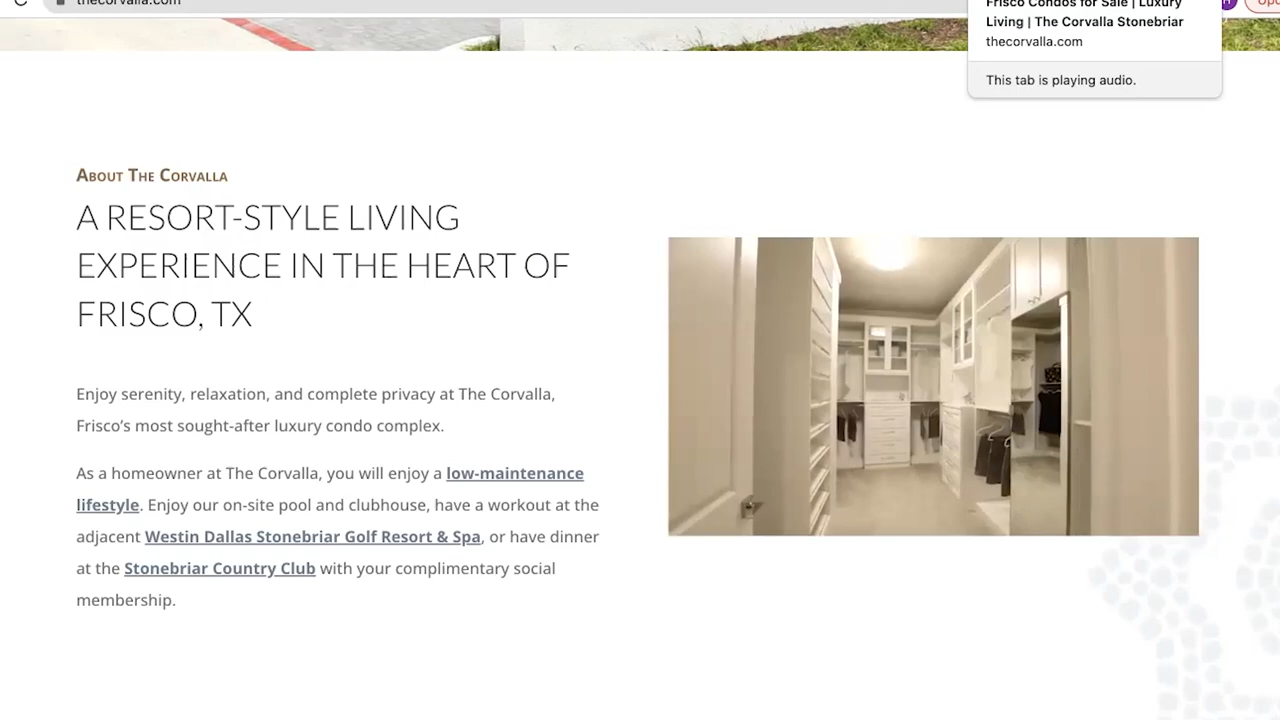 thecorvalla.com
Frisco Condos for Sale | Luxury
Living | The Corvalla Stonebriar
thecorvalla.com
This tab is playing audio.
About The Corvalla
A RESORT-STYLE LIVING
EXPERIENCE IN THE HEART OF
FRISCO, TX
Enjoy serenity, relaxation, and complete privacy at The Corvalla,
Frisco’s most sought-after luxury condo complex.
As a homeowner at The Corvalla, you will enjoy a low-maintenance
lifestyle. Enjoy our on-site pool and clubhouse, have a workout at the
adjacent Westin Dallas Stonebriar Golf Resort & Spa, or have dinner
at the Stonebriar Country Club with your complimentary social
membership.